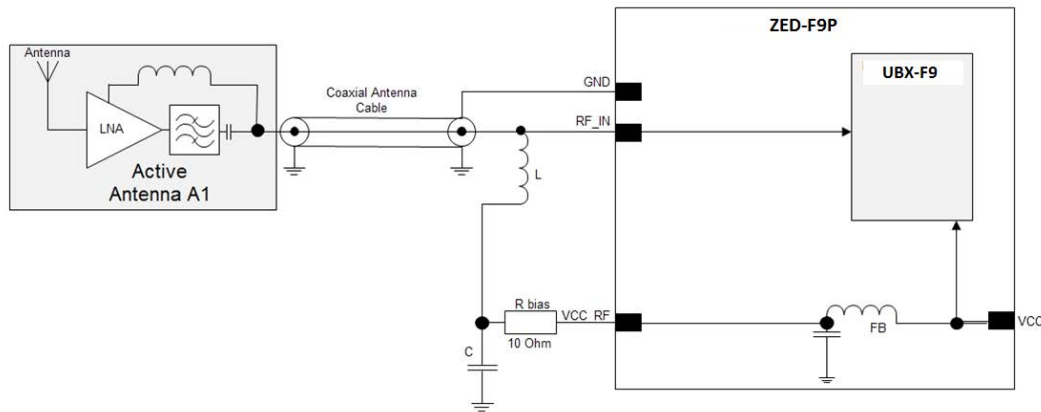 ZED-F9P
Antenna
UBX-F9
GND
Coaxial Antenna
Cable
RF_IN
LNA
Active
Antenna A1
L
R bias
VCC_RF
VCC
10 Ohm
FB
C